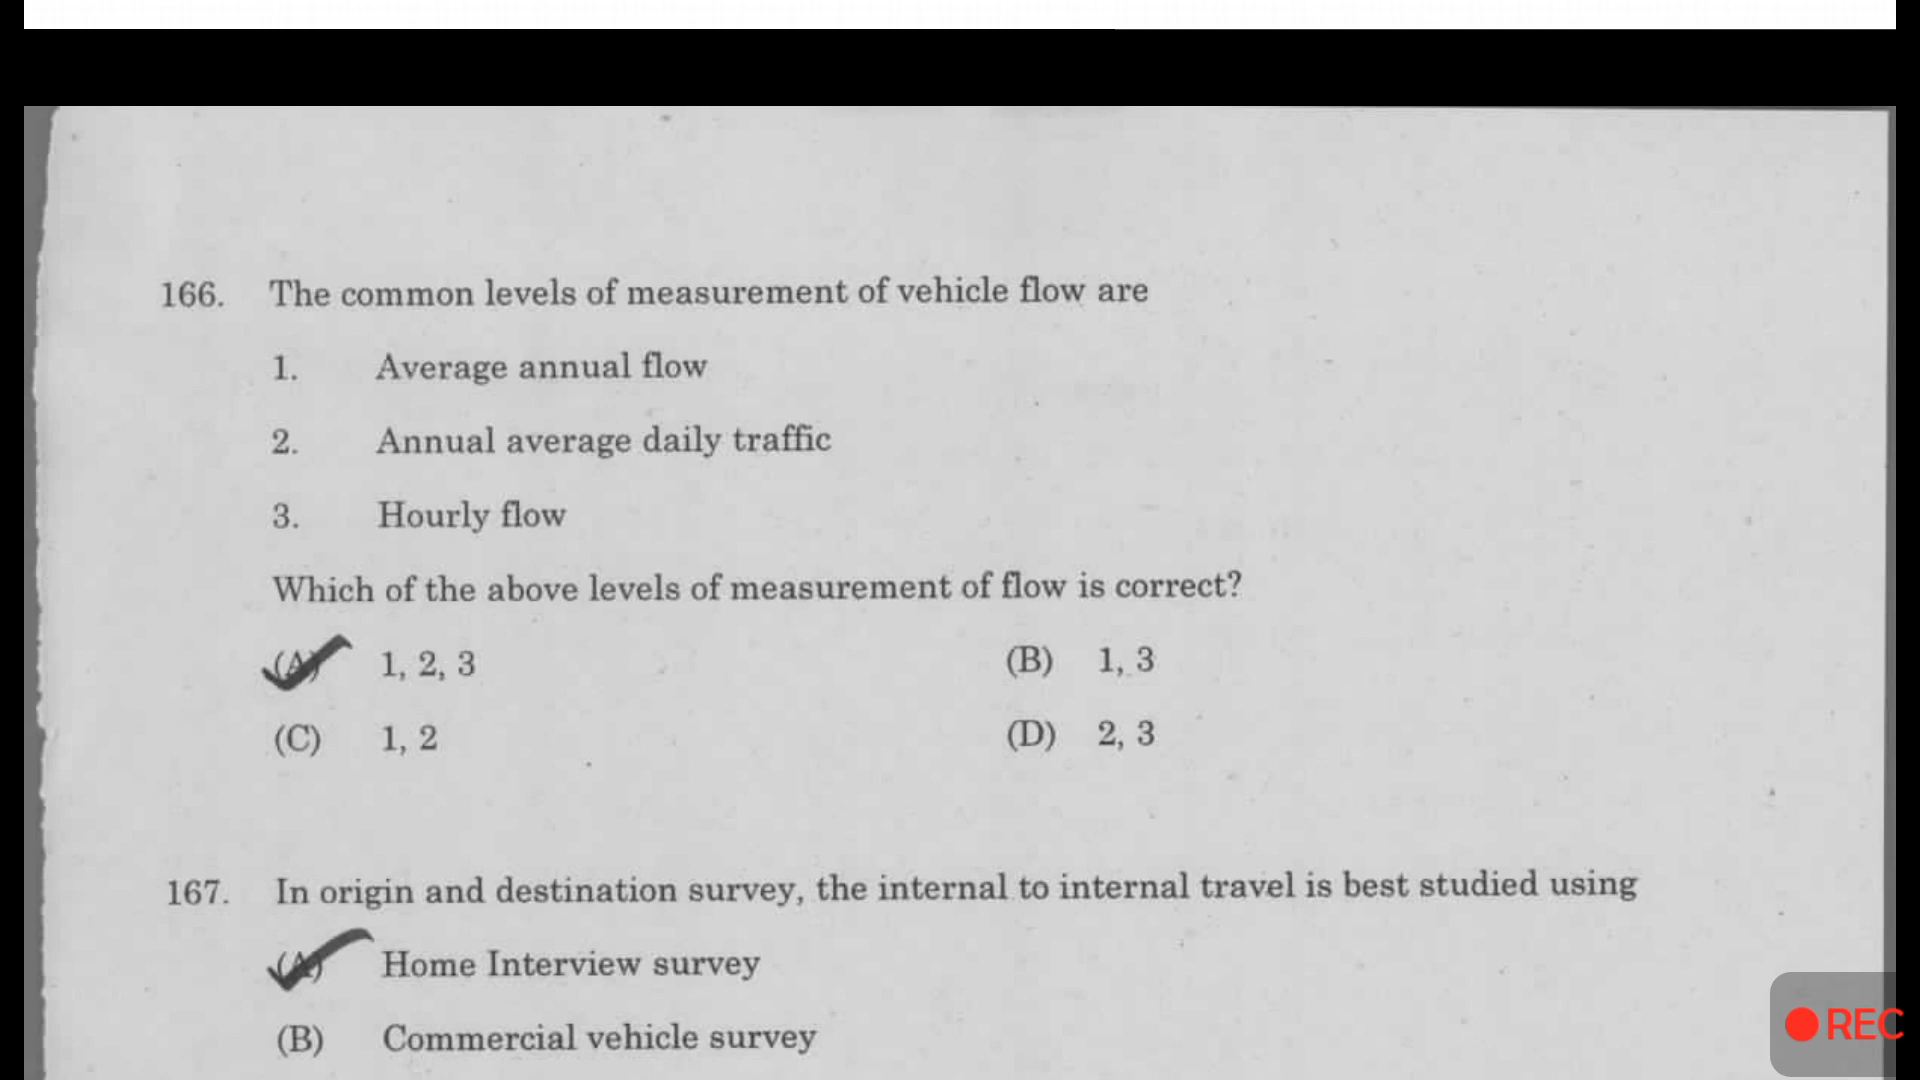 166. The common levels of measurement of vehicle flow are
1. Average annual flow
2. Annual average daily traffic
3. Hourly flow
Which of the above levels of measurement of flow is correct?
(A) 1, 2, 3 (B) 1, 3
(C) 1, 2 (D) 2, 3
167. In origin and destination survey, the internal to internal travel is best studied using
(A) Home Interview survey
(B) Commercial vehicle survey
REC